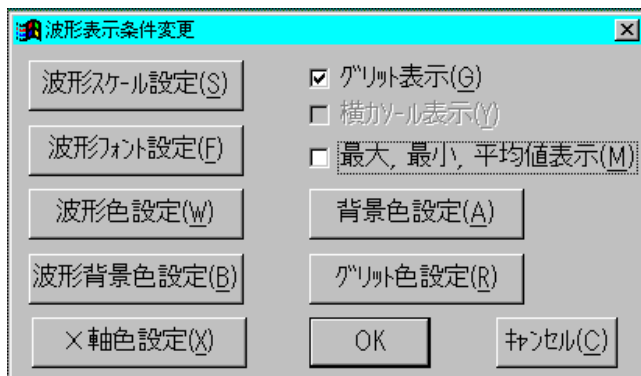 波形表示条件変更
波形ｽｹｰﾙ設定(S)
波形ﾌｫﾝﾄ設定(F)
波形色設定(W)
波形背景色設定(B)
×軸色設定(X)
ｸﾞﾘｯﾄ表示(G)
横ｶｿｰﾙ表示(Y)
最大, 最小, 平均値表示(M)
背景色設定(A)
ｸﾞﾘｯﾄ色設定(R)
OK
ｷｬﾝｾﾙ(C)